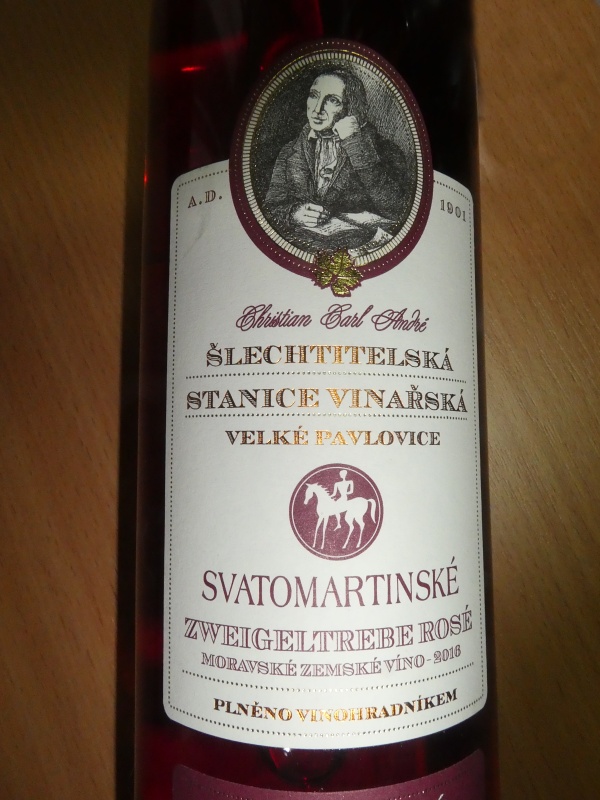 A.D. 1901
Christian Carl André
ŠLECHTITELSKÁ
STANICE VINAŘSKÁ
VELKÉ PAVLOVICE
SVATOMARTINSKÉ
ZWEIGELTREBE ROSÉ
MORAVSKÉ ZEMSKÉ VÍNO - 2016
PLNĚNO VINOHRADNÍKEM